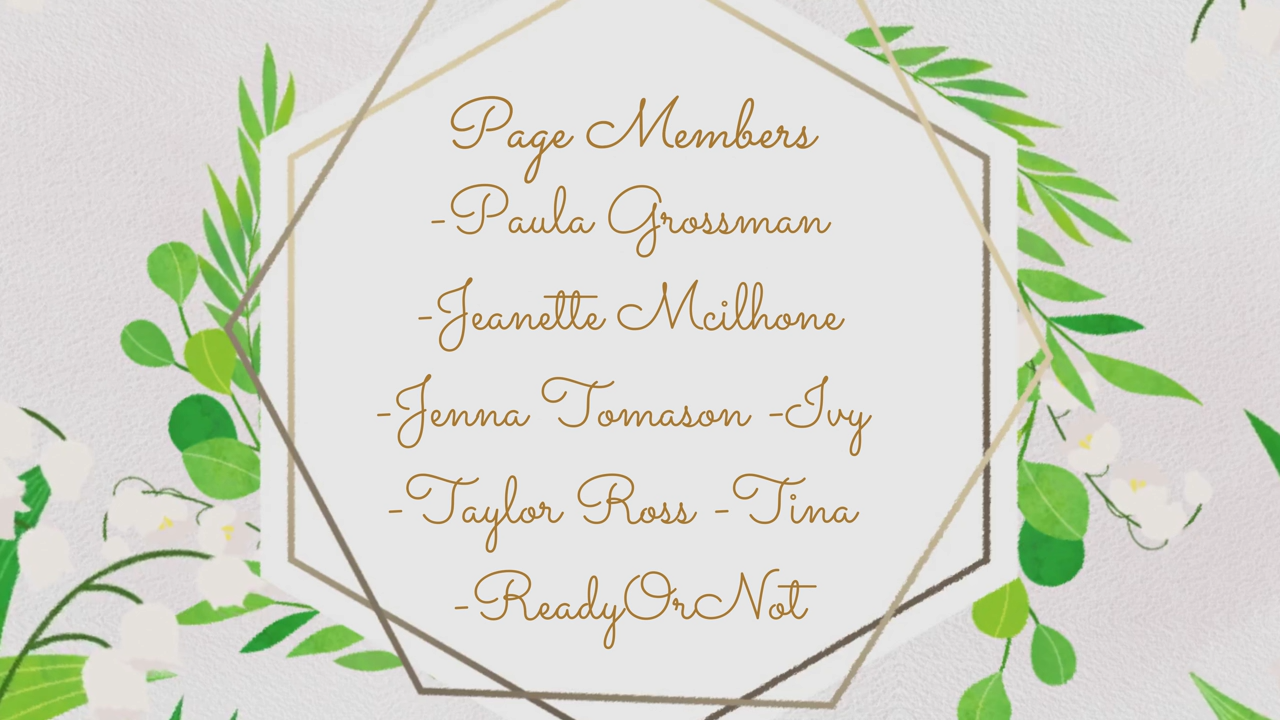 Page Members
-Paula Grossman
-Jeanette Mcilhone
-Jenna Tomason -Ivy
-Taylor Ross -Tina
-ReadyOrNot